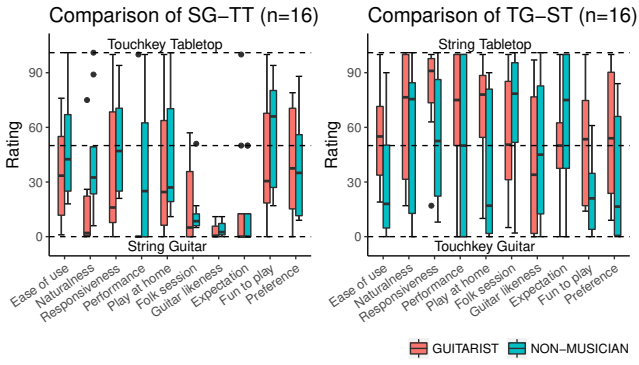 Comparison of SG−TT (n=16)
Touchkey Tabletop
Rating
90
60
30
0
String Guitar
Ease of use
Naturalness
Responsiveness
Performance
Play at home
Folk session
Guitar likeness
Expectation
Fun to play
Preference
Comparison of TG−ST (n=16)
String Tabletop
Rating
90
60
30
0
Touchkey Guitar
Ease of use
Naturalness
Responsiveness
Performance
Play at home
Folk session
Guitar likeness
Expectation
Fun to play
Preference
GUITARIST NON−MUSICIAN